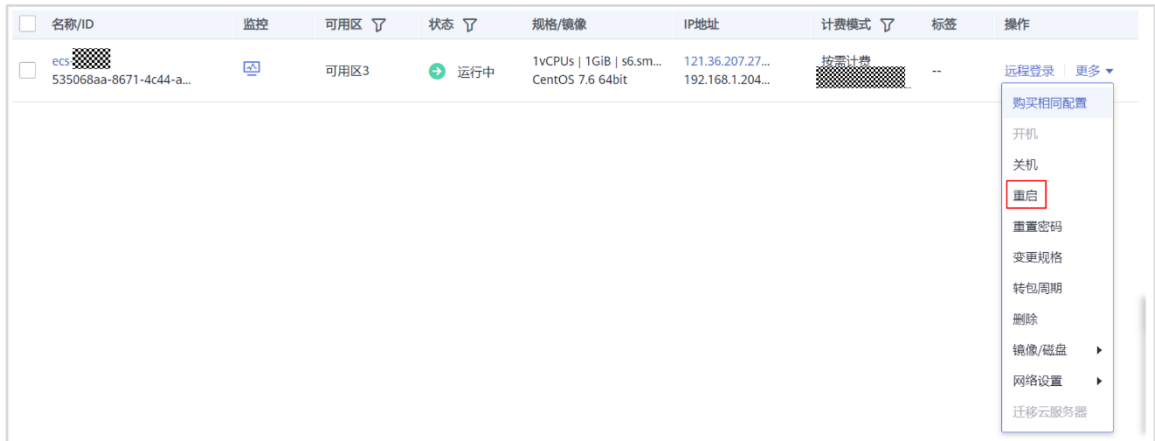 名称/ID 监控 可用区 状态 规格/镜像 IP地址 计费模式 标签 操作
ecs-
535068aa-8671-4c44-a...
可用区3
运行中
1vCPUs | 1GiB | s6.sm...
CentOS 7.6 64bit
121.36.207.27...
192.168.1.204...
按需计费
...
--
远程登录 更多
购买相同配置
开机
关机
重启
重置密码
变更规格
转包周期
删除
镜像/磁盘
网络设置
迁移云服务器